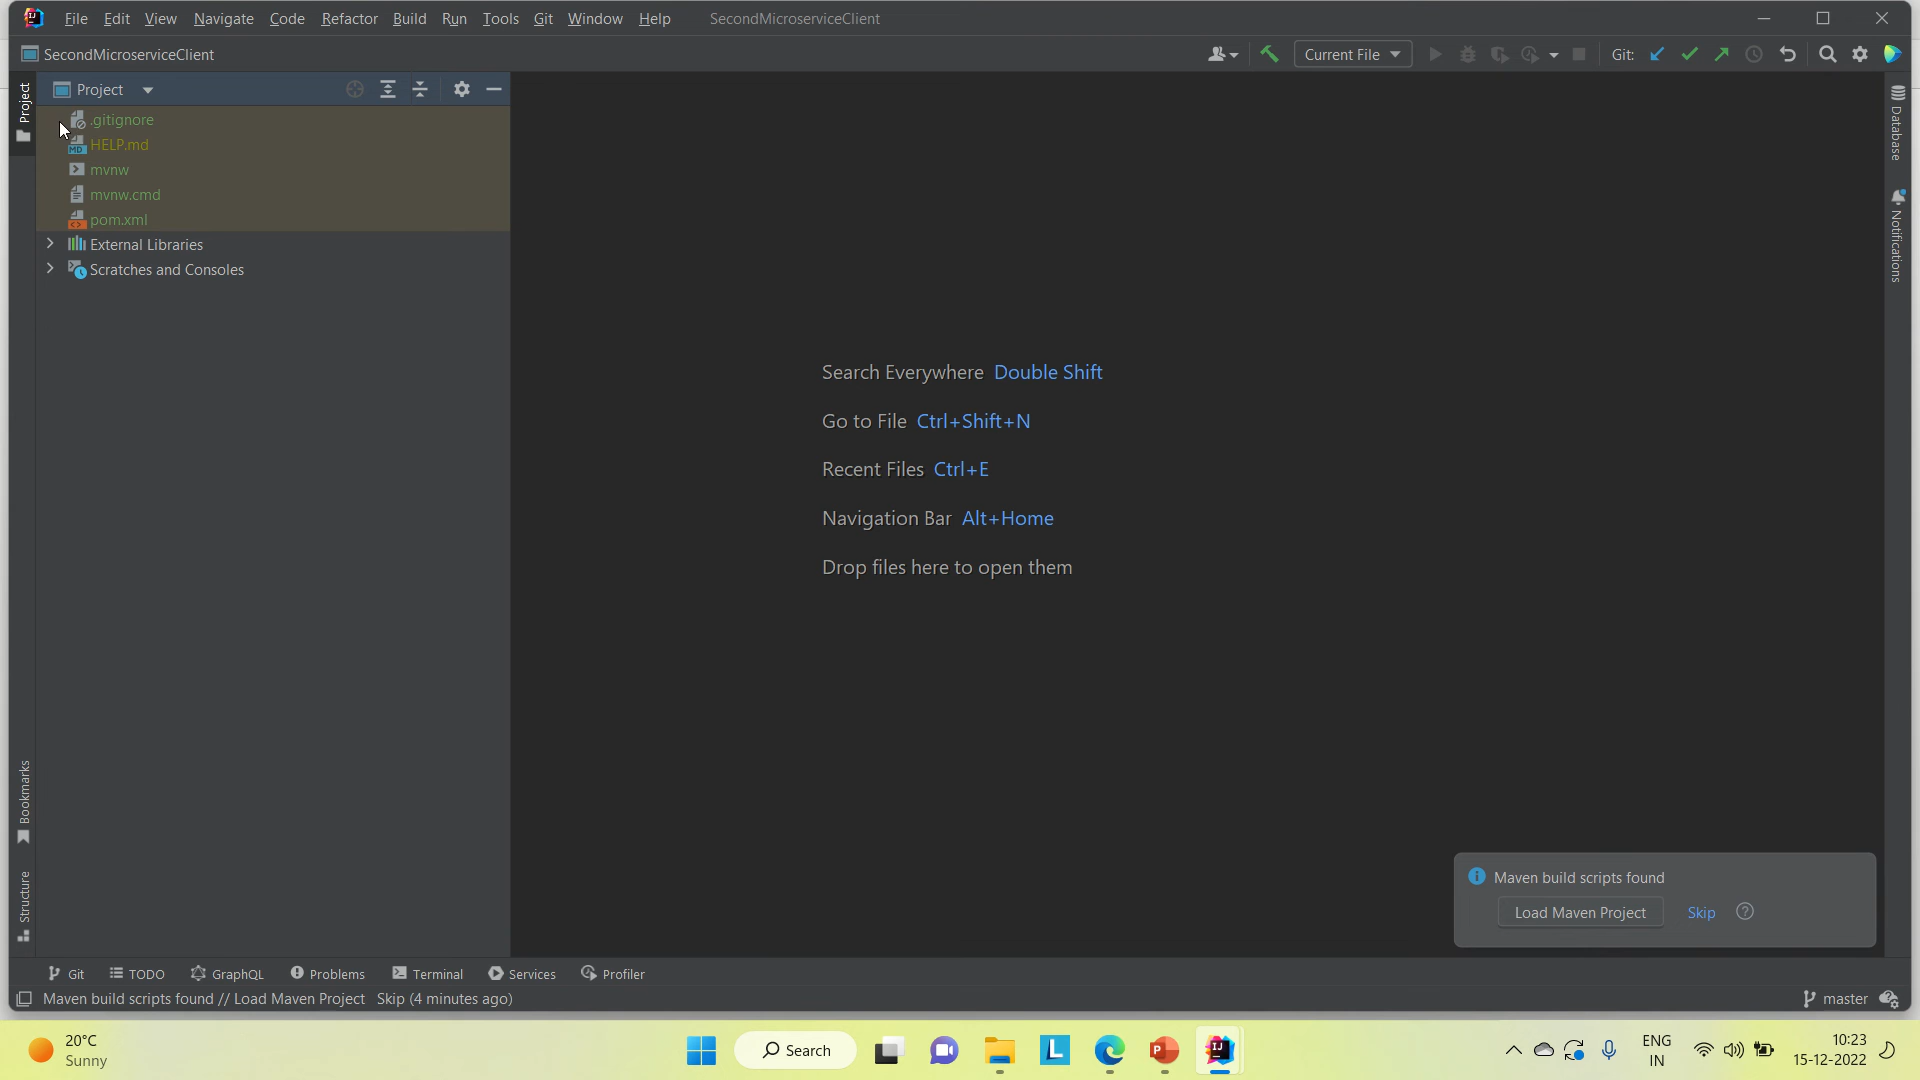 File Edit View Navigate Code Refactor Build Run Tools Git Window Help SecondMicroserviceClient
SecondMicroserviceClient Current File Git:
Project
Project
.gitignore
HELP.md
mvnw
mvnw.cmd
pom.xml
External Libraries
Scratches and Consoles
Bookmarks
Structure
Search Everywhere Double Shift
Go to File Ctrl+Shift+N
Recent Files Ctrl+E
Navigation Bar Alt+Home
Drop files here to open them
Database
Notifications
Maven build scripts found
Load Maven Project Skip
Git TODO GraphQL Problems Terminal Services Profiler
Maven build scripts found // Load Maven Project Skip (4 minutes ago) master
20°C
Sunny
Search
ENG
IN
10:23
15-12-2022